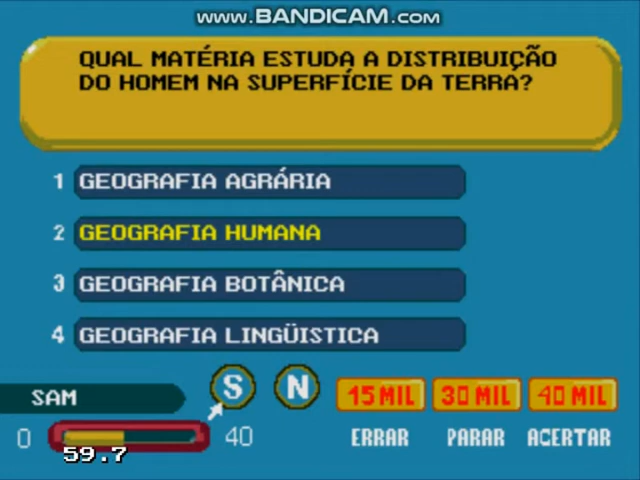 www.BANDICAM.com
QUAL MATÉRIA ESTUDA A DISTRIBUIÇÃO
DO HOMEM NA SUPERFÍCIE DA TERRA?
1 GEOGRAFIA AGRÁRIA
2 GEOGRAFIA HUMANA
3 GEOGRAFIA BOTÂNICA
4 GEOGRAFIA LINGÜISTICA
SAM S N 15 MIL 30 MIL 40 MIL
0 40 ERRAR PARAR ACERTAR
59.7